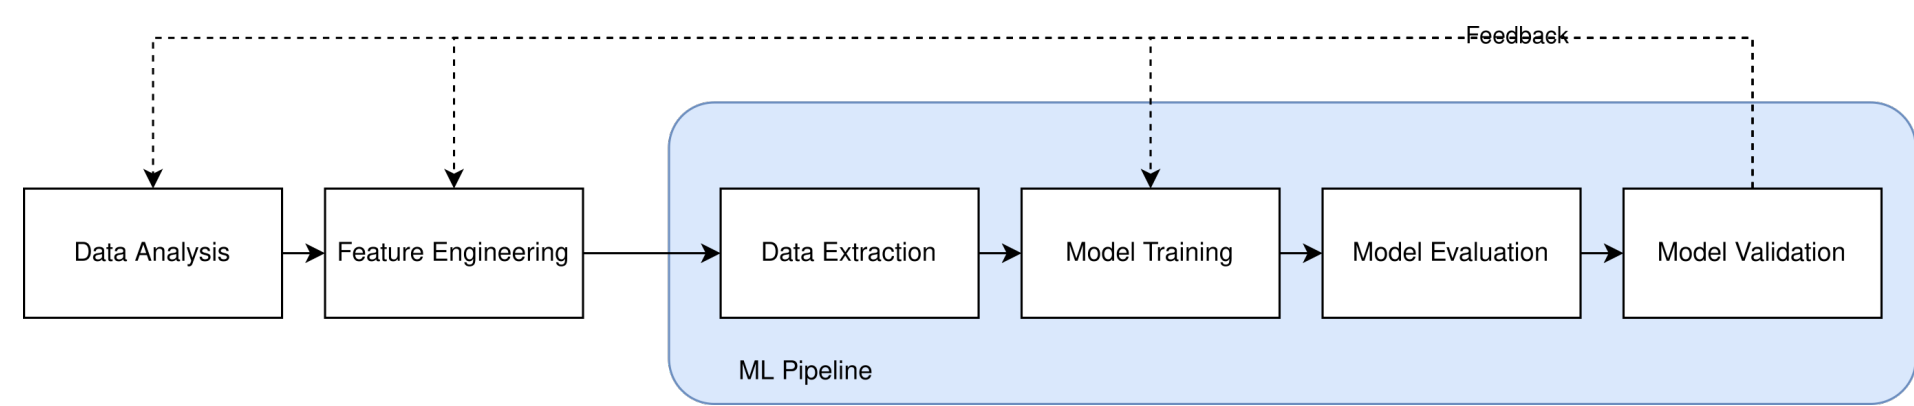 Feedback
Data Analysis
Feature Engineering
Data Extraction
Model Training
Model Evaluation
Model Validation
ML Pipeline